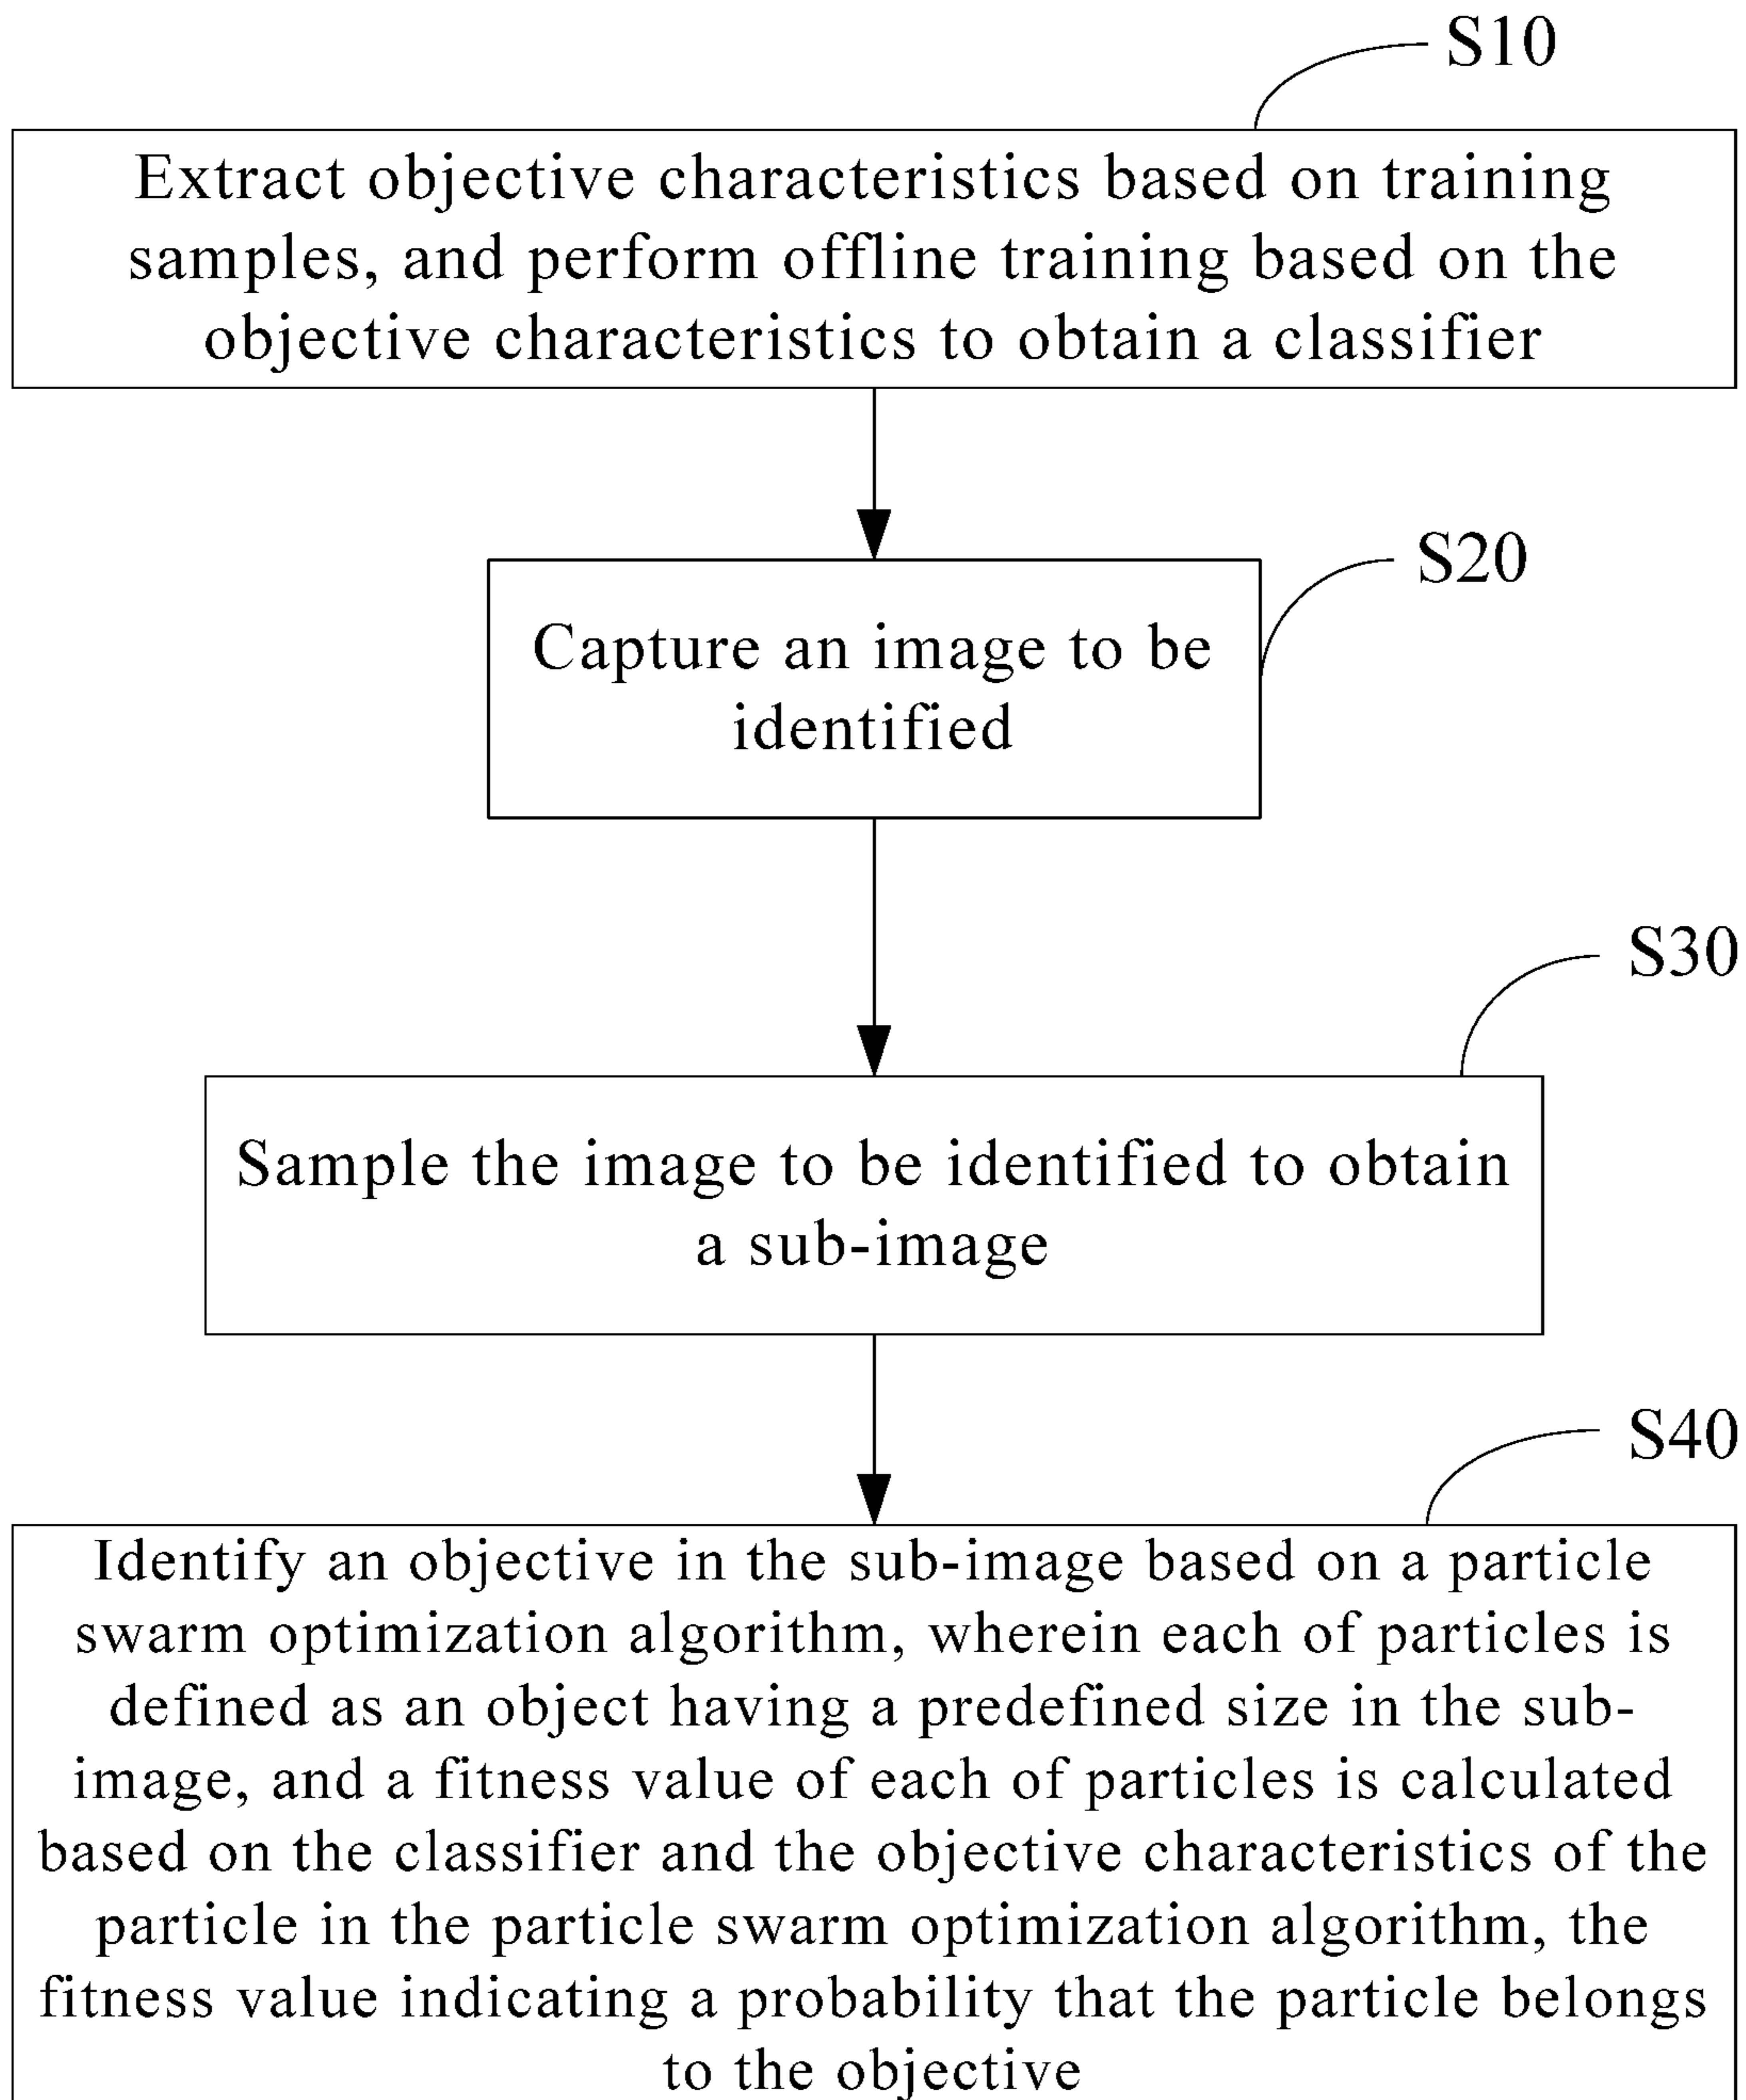 S10
Extract objective characteristics based on training
samples, and perform offline training based on the
objective characteristics to obtain a classifier
S20
Capture an image to be
identified
S30
Sample the image to be identified to obtain
a sub-image
S40
Identify an objective in the sub-image based on a particle
swarm optimization algorithm, wherein each of particles is
defined as an object having a predefined size in the sub-
image, and a fitness value of each of particles is calculated
based on the classifier and the objective characteristics of the
particle in the particle swarm optimization algorithm, the
fitness value indicating a probability that the particle belongs
to the objective